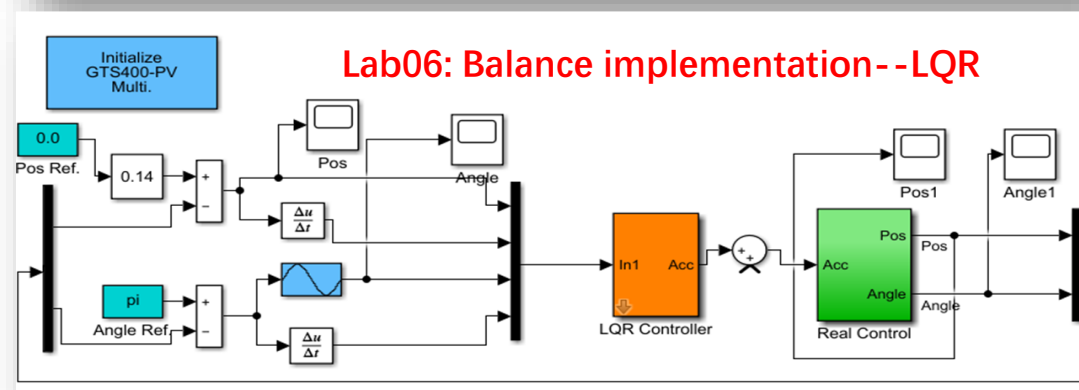 Initialize
GTS400-PV
Multi.
Lab06: Balance implementation--LQR
0.0
Pos Ref.
0.14
+
−
Pos
Angle
Δu
Δt
pi
Angle Ref.
+
−
Δu
Δt
In1
Acc
LQR Controller
+
+
Acc
Pos
Angle
Real Control
Pos
Angle
Pos1
Angle1